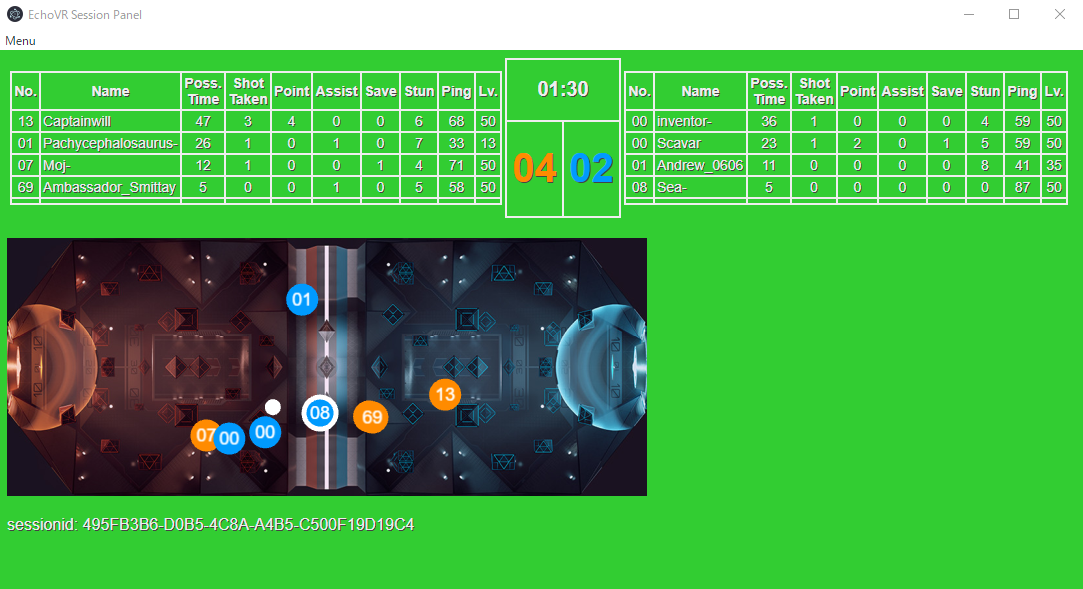 EchoVR Session Panel
Menu
No. Name Poss. Time Shot Taken Point Assist Save Stun Ping Lv.
13 Captainwill 47 3 4 0 0 6 68 50
01 Pachycephalosaurus- 26 1 0 1 0 7 33 13
07 Moj- 12 1 0 0 1 4 71 50
69 Ambassador_Smittay 5 0 0 1 0 5 58 50
01:30
04 02
No. Name Poss. Time Shot Taken Point Assist Save Stun Ping Lv.
00 inventor- 36 1 0 0 0 4 59 50
00 Scavar 23 1 2 0 1 5 59 50
01 Andrew_0606 11 0 0 0 0 8 41 35
08 Sea- 5 0 0 0 0 0 87 50
01
13
08 69
07 00 00
sessionid: 495FB3B6-D0B5-4C8A-A4B5-C500F19D19C4